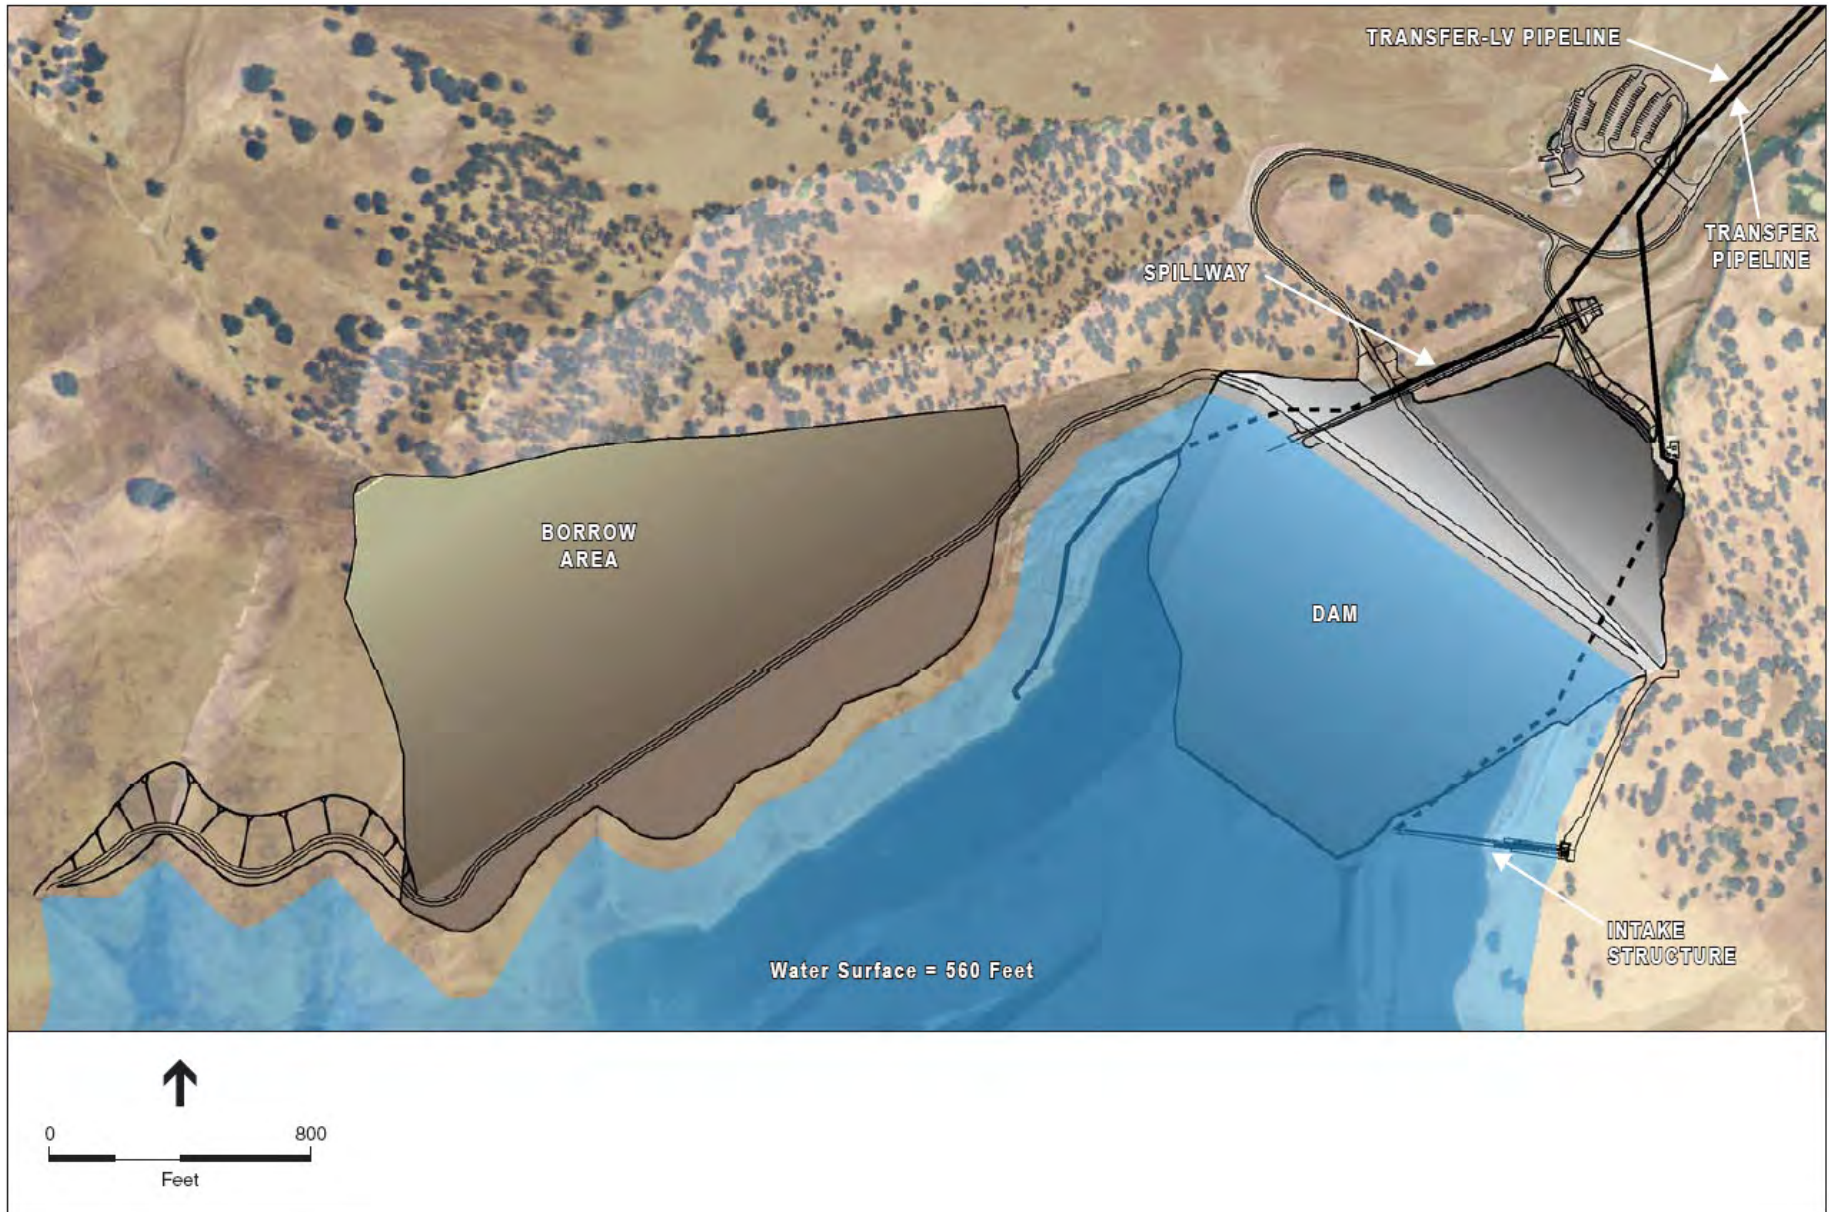 TRANSFER-LV PIPELINE
TRANSFER
PIPELINE
SPILLWAY
BORROW
AREA
DAM
INTAKE
STRUCTURE
Water Surface = 560 Feet
0 800
Feet